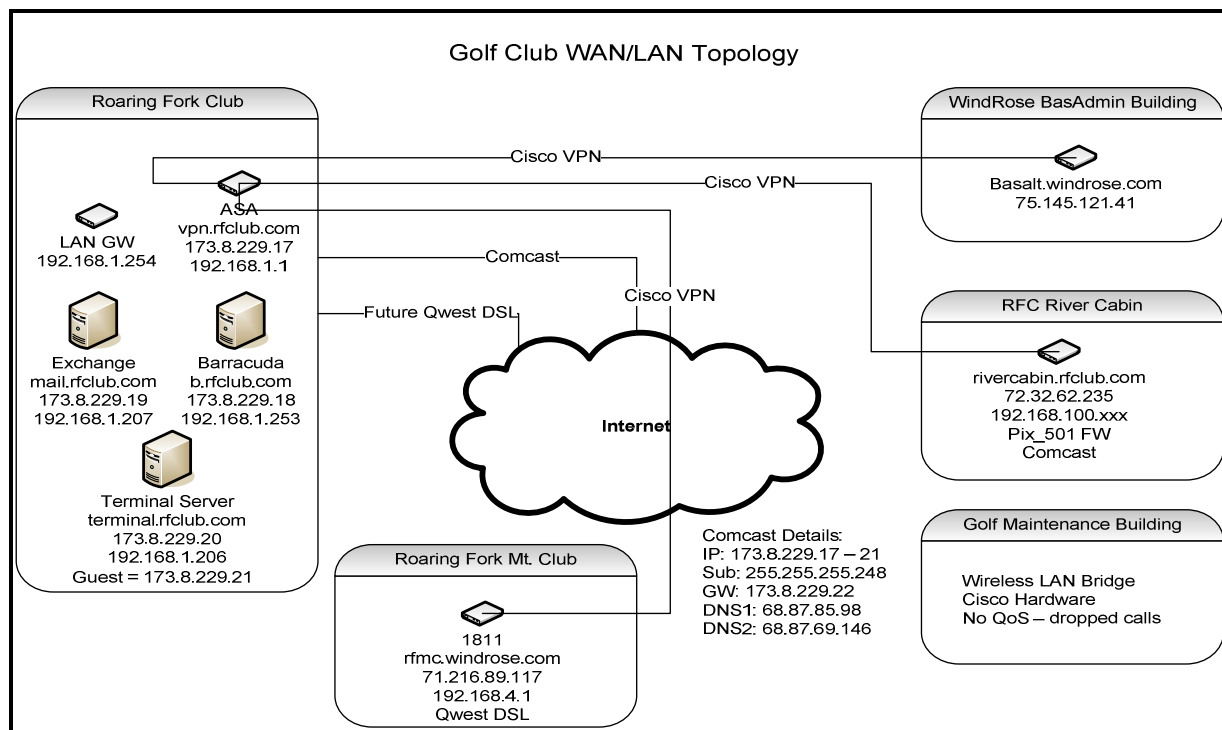 Golf Club WAN/LAN Topology
Roaring Fork Club
ASA
vpn.rfclub.com
173.8.229.17
192.168.1.1
LAN GW
192.168.1.254
Exchange
mail.rfclub.com
173.8.229.19
192.168.1.207
Barracuda
b.rfclub.com
173.8.229.18
192.168.1.253
Terminal Server
terminal.rfclub.com
173.8.229.20
192.168.1.206
Guest = 173.8.229.21
Cisco VPN
Cisco VPN
Comcast
Cisco VPN
Future Qwest DSL
Internet
WindRose BasAdmin Building
Basalt.windrose.com
75.145.121.41
RFC River Cabin
rivercabin.rfclub.com
72.32.62.235
192.168.100.xxx
Pix_501 FW
Comcast
Roaring Fork Mt. Club
1811
rfmc.windrose.com
71.216.89.117
192.168.4.1
Qwest DSL
Comcast Details:
IP: 173.8.229.17 – 21
Sub: 255.255.255.248
GW: 173.8.229.22
DNS1: 68.87.85.98
DNS2: 68.87.69.146
Golf Maintenance Building
Wireless LAN Bridge
Cisco Hardware
No QoS – dropped calls